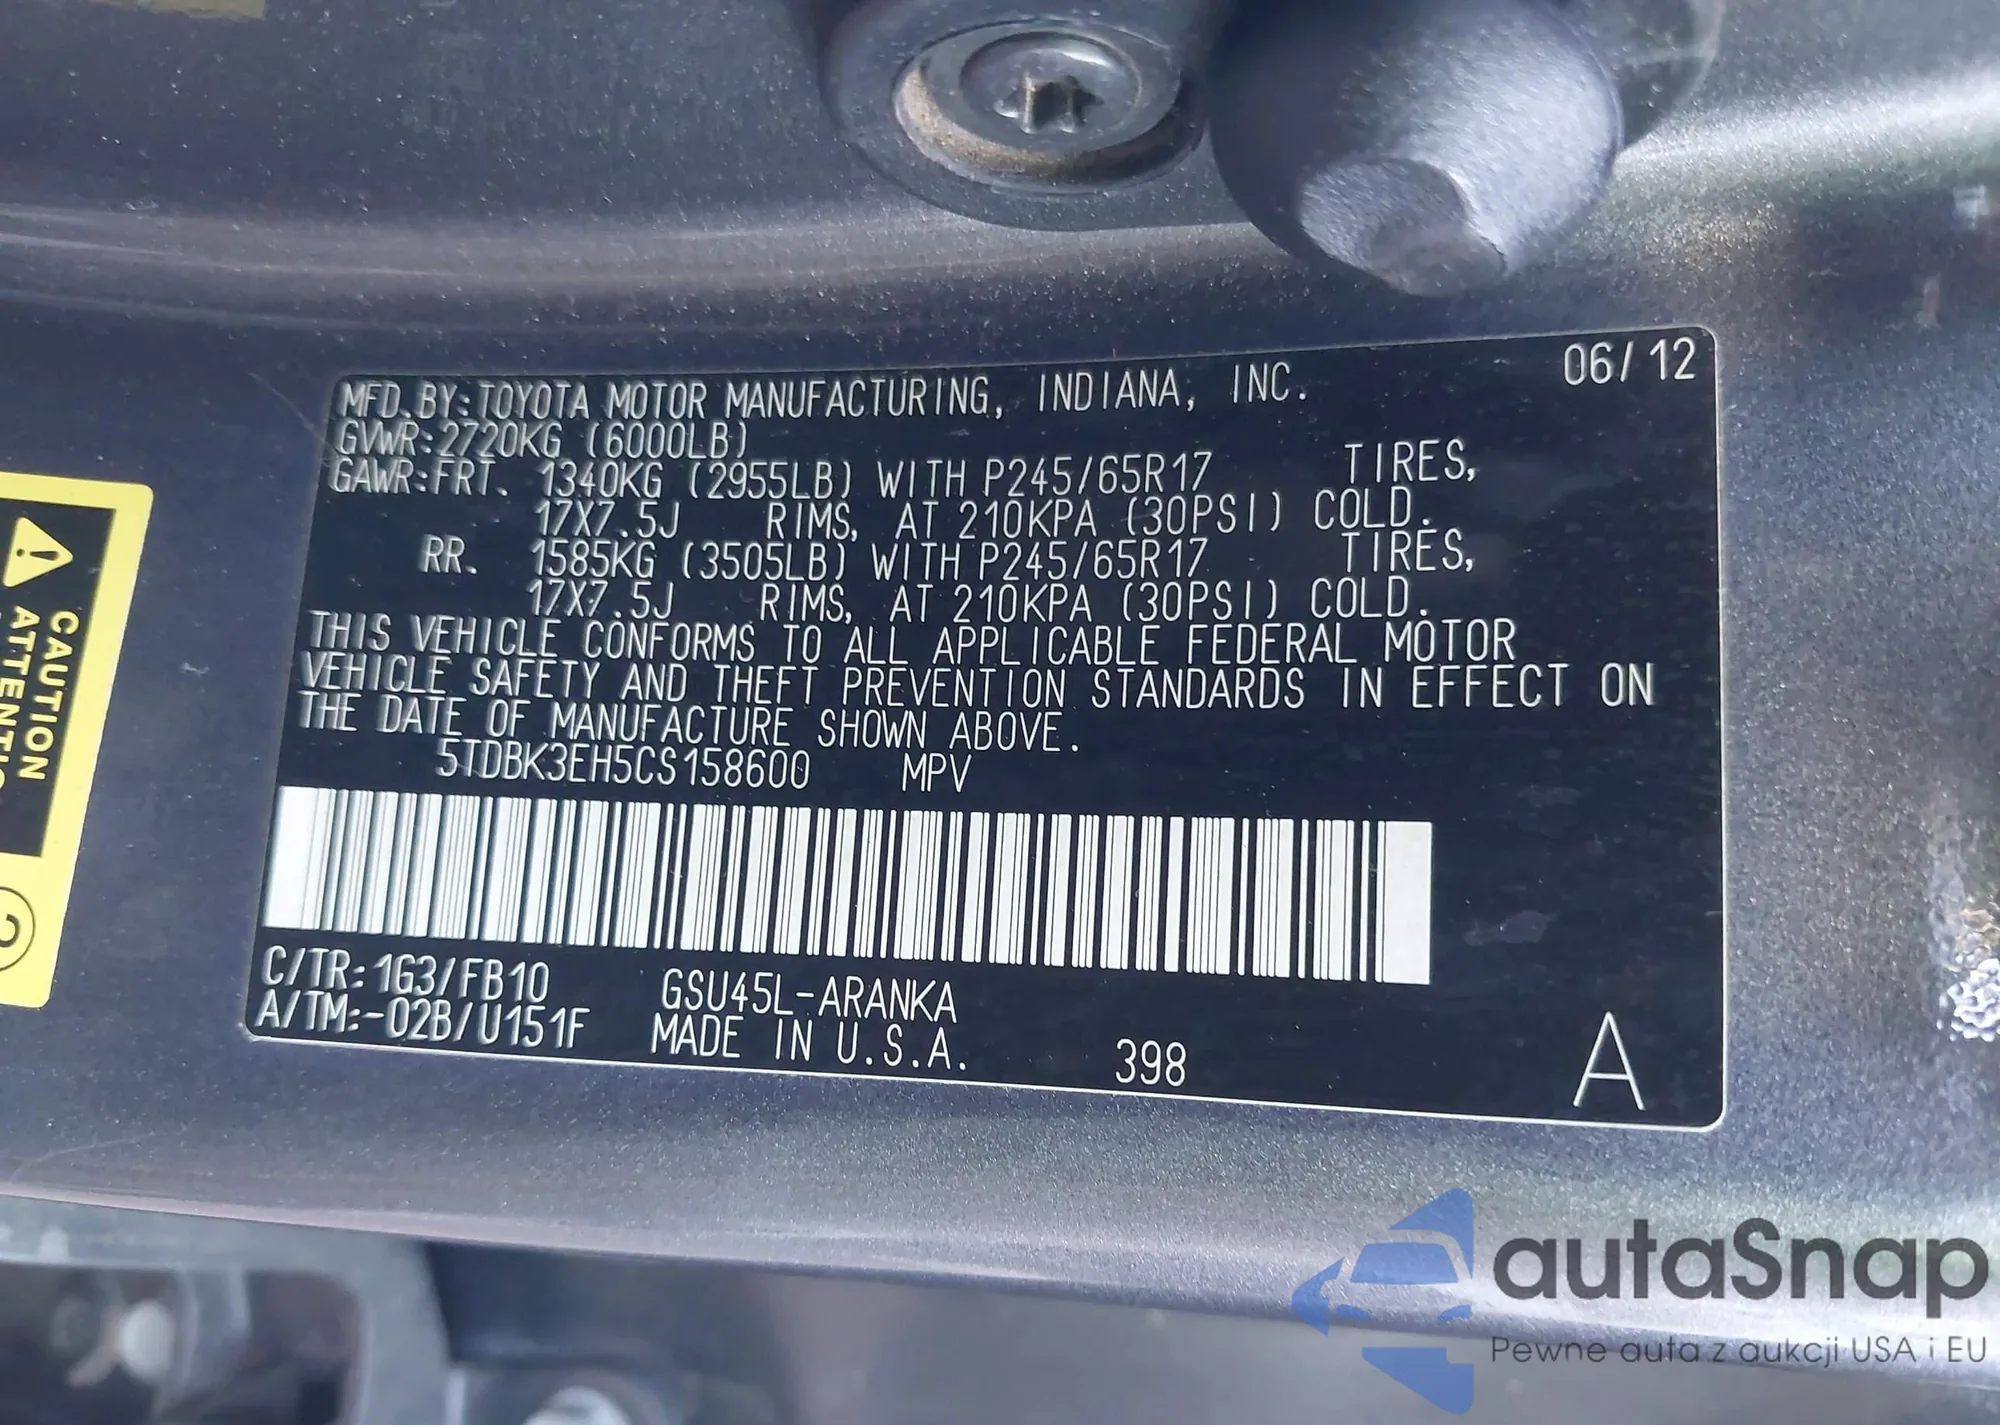 06/12
MFD.BY:TOYOTA MOTOR MANUFACTURING, INDIANA, INC.
GVWR:2720KG (6000LB)
GAWR:FRT. 1340KG (2955LB) WITH P245/65R17 TIRES,
17X7.5J RIMS, AT 210KPA (30PSI) COLD.
RR. 1585KG (3505LB) WITH P245/65R17 TIRES,
17X7.5J RIMS, AT 210KPA (30PSI) COLD.
THIS VEHICLE CONFORMS TO ALL APPLICABLE FEDERAL MOTOR
VEHICLE SAFETY AND THEFT PREVENTION STANDARDS IN EFFECT ON
THE DATE OF MANUFACTURE SHOWN ABOVE.
5TDBK3EH5CS158600 MPV
C/TR:1G3/FB10 GSU45L-ARANKA
A/TM:-02B/U151F MADE IN U.S.A. 398 A
CAUTION
autaSnap
Pewne auta z aukcji USA i EU